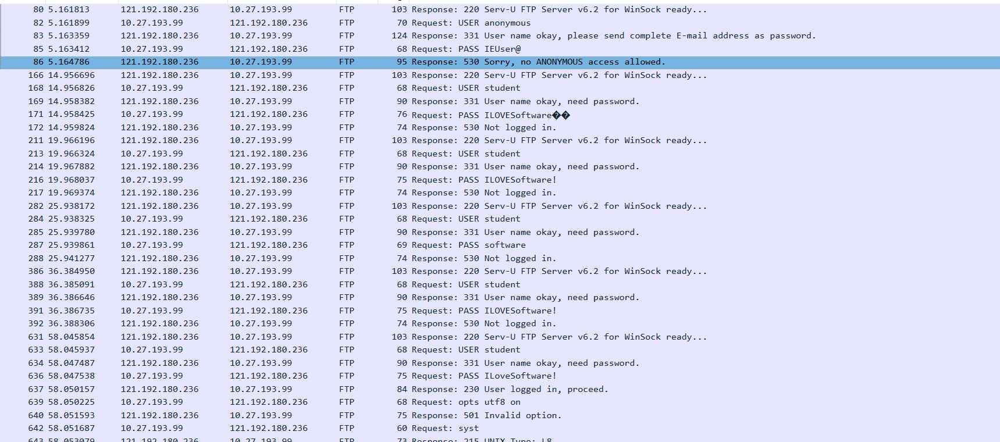 80 5.161813 121.192.180.236 10.27.193.99 FTP 103 Response: 220 Serv-U FTP Server v6.2 for WinSock ready...
82 5.161899 10.27.193.99 121.192.180.236 FTP 70 Request: USER anonymous
83 5.163359 121.192.180.236 10.27.193.99 FTP 124 Response: 331 User name okay, please send complete E-mail address as password.
85 5.163412 10.27.193.99 121.192.180.236 FTP 68 Request: PASS IEUser@
86 5.164786 121.192.180.236 10.27.193.99 FTP 95 Response: 530 Sorry, no ANONYMOUS access allowed.
166 14.956696 121.192.180.236 10.27.193.99 FTP 103 Response: 220 Serv-U FTP Server v6.2 for WinSock ready...
168 14.956826 10.27.193.99 121.192.180.236 FTP 68 Request: USER student
169 14.958382 121.192.180.236 10.27.193.99 FTP 90 Response: 331 User name okay, need password.
171 14.958425 10.27.193.99 121.192.180.236 FTP 76 Request: PASS ILOVESoftware��
172 14.959824 121.192.180.236 10.27.193.99 FTP 74 Response: 530 Not logged in.
211 19.966196 121.192.180.236 10.27.193.99 FTP 103 Response: 220 Serv-U FTP Server v6.2 for WinSock ready...
213 19.966324 10.27.193.99 121.192.180.236 FTP 68 Request: USER student
214 19.967882 121.192.180.236 10.27.193.99 FTP 90 Response: 331 User name okay, need password.
216 19.968037 10.27.193.99 121.192.180.236 FTP 75 Request: PASS ILOVESoftware!
217 19.969374 121.192.180.236 10.27.193.99 FTP 74 Response: 530 Not logged in.
282 25.938172 121.192.180.236 10.27.193.99 FTP 103 Response: 220 Serv-U FTP Server v6.2 for WinSock ready...
284 25.938325 10.27.193.99 121.192.180.236 FTP 68 Request: USER student
285 25.939780 121.192.180.236 10.27.193.99 FTP 90 Response: 331 User name okay, need password.
287 25.939861 10.27.193.99 121.192.180.236 FTP 69 Request: PASS software
288 25.941277 121.192.180.236 10.27.193.99 FTP 74 Response: 530 Not logged in.
386 36.384950 121.192.180.236 10.27.193.99 FTP 103 Response: 220 Serv-U FTP Server v6.2 for WinSock ready...
388 36.385091 10.27.193.99 121.192.180.236 FTP 68 Request: USER student
389 36.386646 121.192.180.236 10.27.193.99 FTP 90 Response: 331 User name okay, need password.
391 36.386735 10.27.193.99 121.192.180.236 FTP 75 Request: PASS ILOVESoftware!
392 36.388306 121.192.180.236 10.27.193.99 FTP 74 Response: 530 Not logged in.
631 58.045854 121.192.180.236 10.27.193.99 FTP 103 Response: 220 Serv-U FTP Server v6.2 for WinSock ready...
633 58.045937 10.27.193.99 121.192.180.236 FTP 68 Request: USER student
634 58.047487 121.192.180.236 10.27.193.99 FTP 90 Response: 331 User name okay, need password.
636 58.047538 10.27.193.99 121.192.180.236 FTP 75 Request: PASS ILoveSoftware!
637 58.050157 121.192.180.236 10.27.193.99 FTP 84 Response: 230 User logged in, proceed.
639 58.050225 10.27.193.99 121.192.180.236 FTP 68 Request: opts utf8 on
640 58.051593 121.192.180.236 10.27.193.99 FTP 75 Response: 501 Invalid option.
642 58.051687 10.27.193.99 121.192.180.236 FTP 60 Request: syst
643 58.053079 121.192.180.236 10.27.193.99 FTP 73 Response: 215 UNIX Type: L8